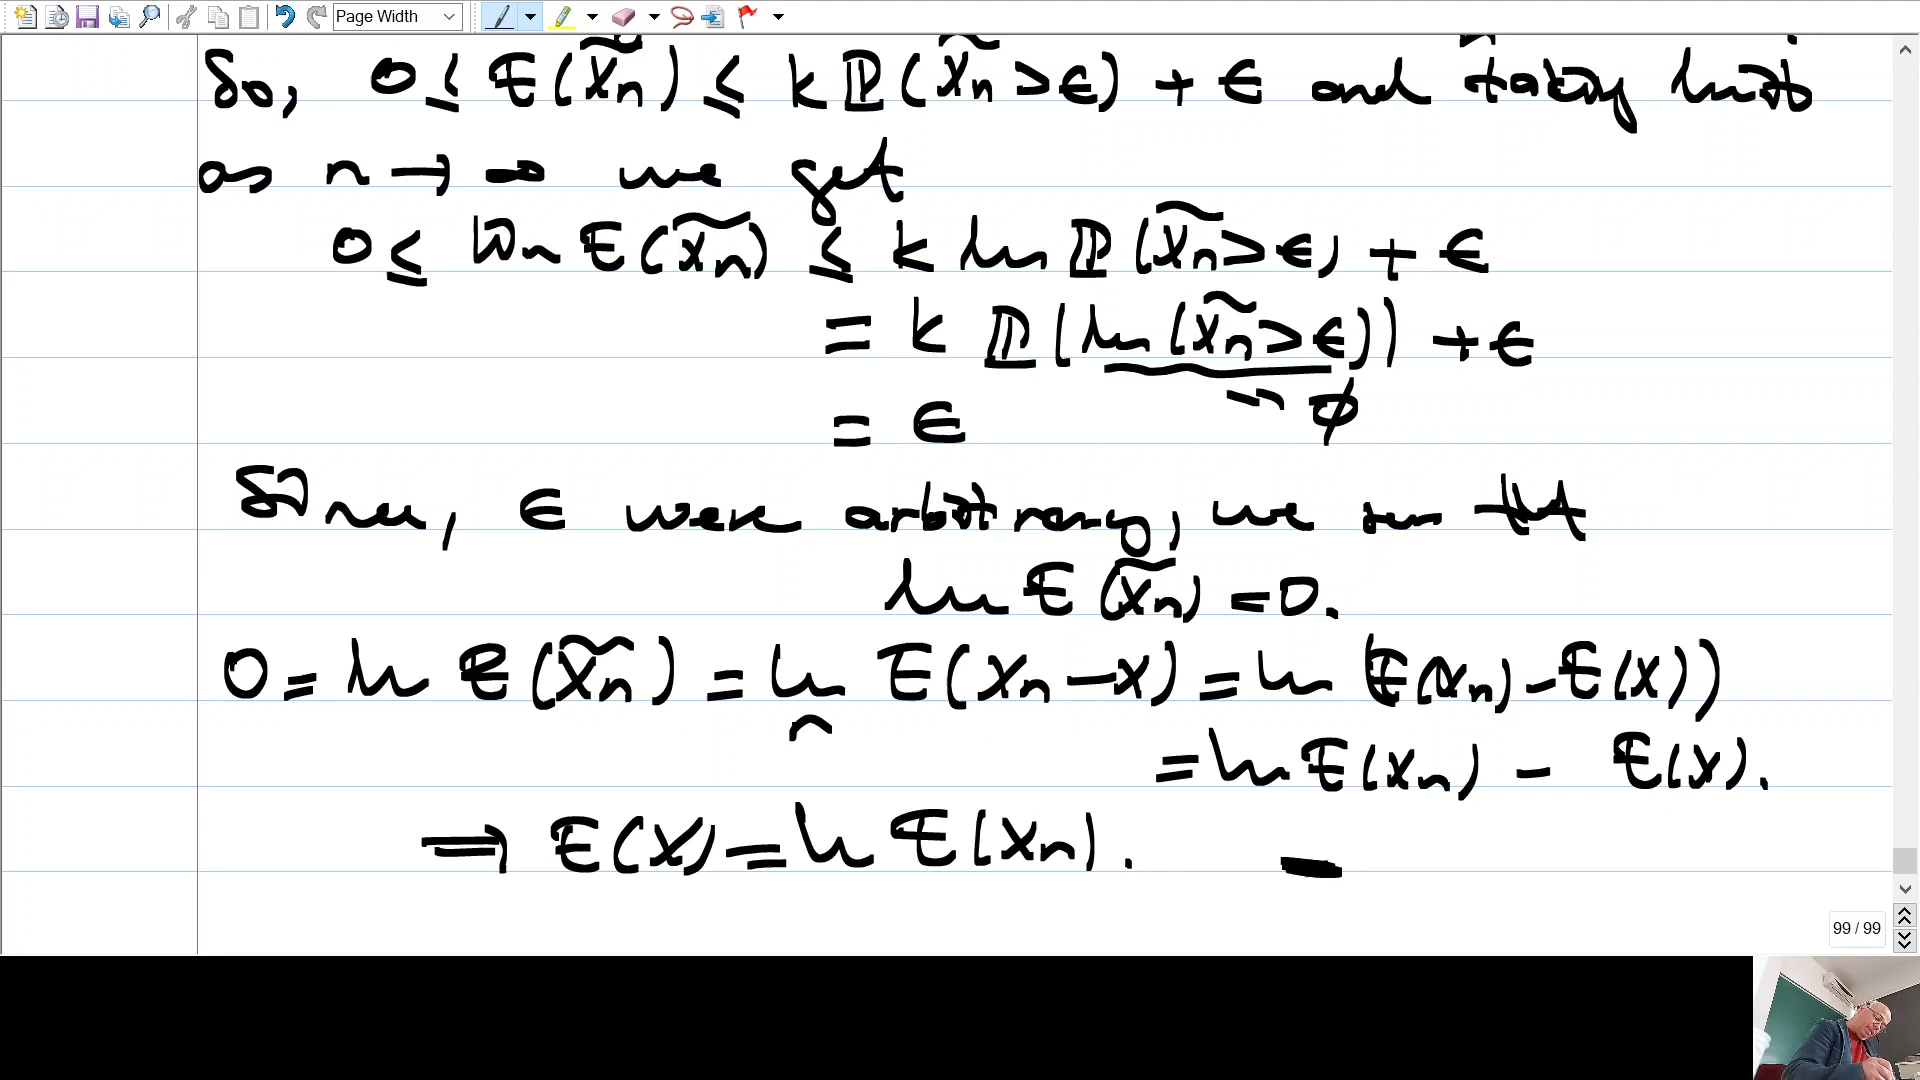 Page Width
So, 0 ≤ 𝔼(X̃n) ≤ k ℙ(X̃n > ϵ) + ϵ and taking limits
as n → ∞ we get
0 ≤ lim 𝔼(X̃n) ≤ k lim ℙ(X̃n > ϵ) + ϵ
= k ℙ(lim(X̃n > ϵ)) + ϵ
= ϵ
" ∅
Since, ϵ were arbitrary, we see that
lim 𝔼(X̃n) = 0.
0 = lim 𝔼(X̃n) = lim 𝔼(Xn − X) = lim (𝔼(Xn) − 𝔼(X))
n
= lim 𝔼(Xn) − 𝔼(X).
⟹ 𝔼(X) = lim 𝔼(Xn).
99 / 99